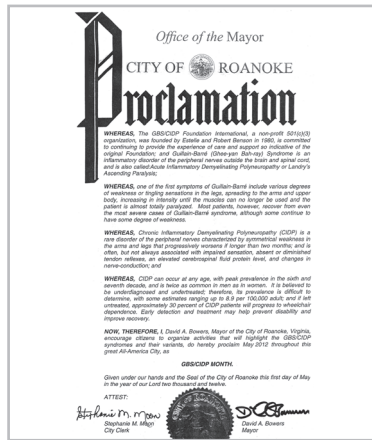 Office of the Mayor
CITY OF ROANOKE
Proclamation
WHEREAS, The GBS/CIDP Foundation International, a non-profit 501(c)(3)
organization, was founded by Estelle and Robert Benson in 1980, is committed
to continuing to provide the experience of care and support so indicative of the
original Foundation; and Guillain-Barré (Ghee-yan Bah-ray) Syndrome is an
inflammatory disorder of the peripheral nerves outside the brain and spinal cord,
and is also called:Acute Inflammatory Demyelinating Polyneuropathy or Landry's
Ascending Paralysis;
WHEREAS, one of the first symptoms of Guillain-Barré include various degrees
of weakness or tingling sensations in the legs, spreading to the arms and upper
body, increasing in intensity until the muscles can no longer be used and the
patient is almost totally paralyzed. Most patients, however, recover from even
the most severe cases of Guillain-Barré syndrome, although some continue to
have some degree of weakness.
WHEREAS, Chronic Inflammatory Demyelinating Polyneuropathy (CIDP) is a
rare disorder of the peripheral nerves characterized by symmetrical weakness in
the arms and legs that progressively worsens if longer than two months; and is
often, but not always associated with impaired sensation, absent or diminished
tendon reflexes, an elevated cerebrospinal fluid protein level, and changes in
nerve-conduction; and
WHEREAS, CIDP can occur at any age, with peak prevalence in the sixth and
seventh decade, and is twice as common in men as in women. It is believed to
be underdiagnosed and undertreated; therefore, its prevalence is difficult to
determine, with some estimates ranging up to 8.9 per 100,000 adult; and if left
untreated, approximately 30 percent of CIDP patients will progress to wheelchair
dependence. Early detection and treatment may help prevent disability and
improve recovery.
NOW, THEREFORE, I, David A. Bowers, Mayor of the City of Roanoke, Virginia,
encourage citizens to organize activities that will highlight the GBS/CIDP
syndromes and their variants, do hereby proclaim May 2012 throughout this
great All-America City, as
GBS/CIDP MONTH.
Given under our hands and the Seal of the City of Roanoke this first day of May
in the year of our Lord two thousand and twelve.
ATTEST:
Stephanie M. Moon
Stephanie M. Moon
City Clerk
David A. Bowers
Mayor